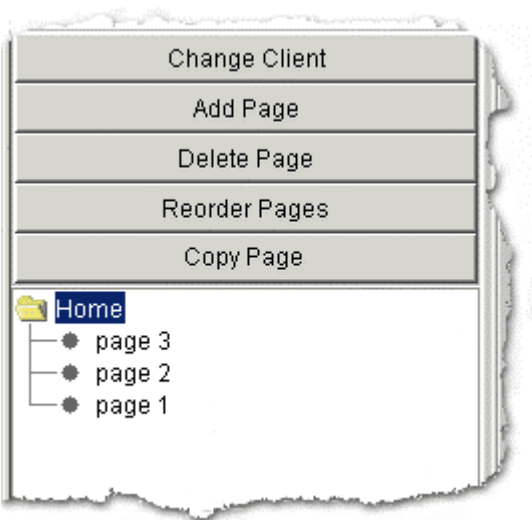 Change Client
Add Page
Delete Page
Reorder Pages
Copy Page
Home
page 3
page 2
page 1